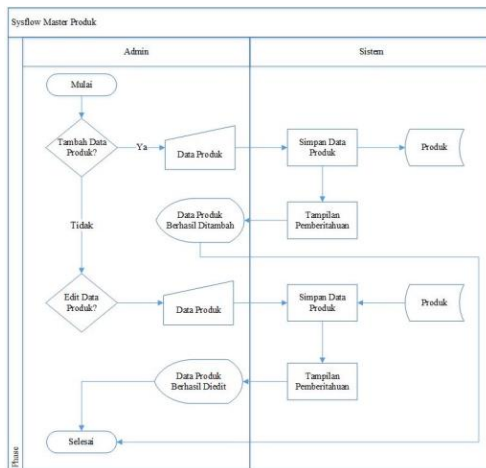 Sysflow Master Produk
Admin
Sistem
Mulai
Tambah Data
Produk?
Ya
Data Produk
Simpan Data
Produk
Produk
Data Produk
Berhasil Ditambah
Tampilan
Pemberitahuan
Tidak
Edit Data
Produk?
Data Produk
Simpan Data
Produk
Produk
Data Produk
Berhasil Diedit
Tampilan
Pemberitahuan
Selesai
Phase